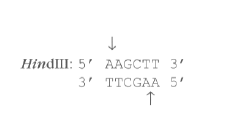 ↓
HindIII: 5′ AAGCTT 3′
3′ TTCGAA 5′
↑